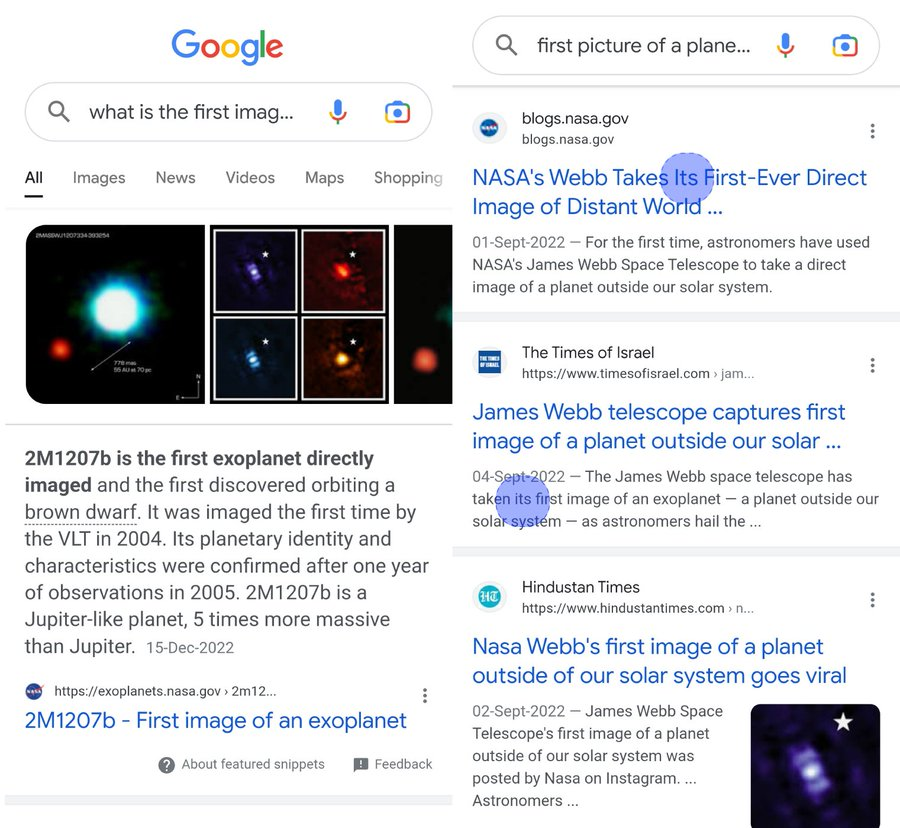 Google
what is the first imag...
All Images News Videos Maps Shopping
2MASSWJ1207334-393254
778 mas
55 AU at 70 pc
N
E
2M1207b is the first exoplanet directly
imaged and the first discovered orbiting a
brown dwarf. It was imaged the first time by
the VLT in 2004. Its planetary identity and
characteristics were confirmed after one year
of observations in 2005. 2M1207b is a
Jupiter-like planet, 5 times more massive
than Jupiter. 15-Dec-2022
NASA
https://exoplanets.nasa.gov › 2m12...
2M1207b - First image of an exoplanet
About featured snippets Feedback
first picture of a plane...
NASA
blogs.nasa.gov
blogs.nasa.gov
NASA's Webb Takes Its First-Ever Direct
Image of Distant World ...
01-Sept-2022 — For the first time, astronomers have used
NASA's James Webb Space Telescope to take a direct
image of a planet outside our solar system.
THE TIMES
OF ISRAEL
The Times of Israel
https://www.timesofisrael.com › jam...
James Webb telescope captures first
image of a planet outside our solar ...
04-Sept-2022 — The James Webb space telescope has
taken its first image of an exoplanet — a planet outside our
solar system — as astronomers hail the ...
HT
Hindustan Times
https://www.hindustantimes.com › n...
Nasa Webb's first image of a planet
outside of our solar system goes viral
02-Sept-2022 — James Webb Space
Telescope's first image of a planet
outside of our solar system was
posted by Nasa on Instagram. ...
Astronomers ...